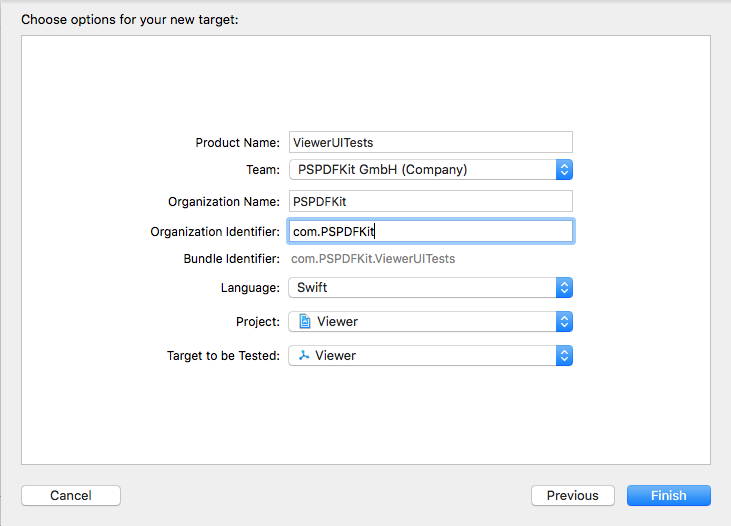 Choose options for your new target:
Product Name: ViewerUITests
Team: PSPDFKit GmbH (Company)
Organization Name: PSPDFKit
Organization Identifier: com.PSPDFKit
Bundle Identifier: com.PSPDFKit.ViewerUITests
Language: Swift
Project: Viewer
Target to be Tested: Viewer
Cancel Previous Finish